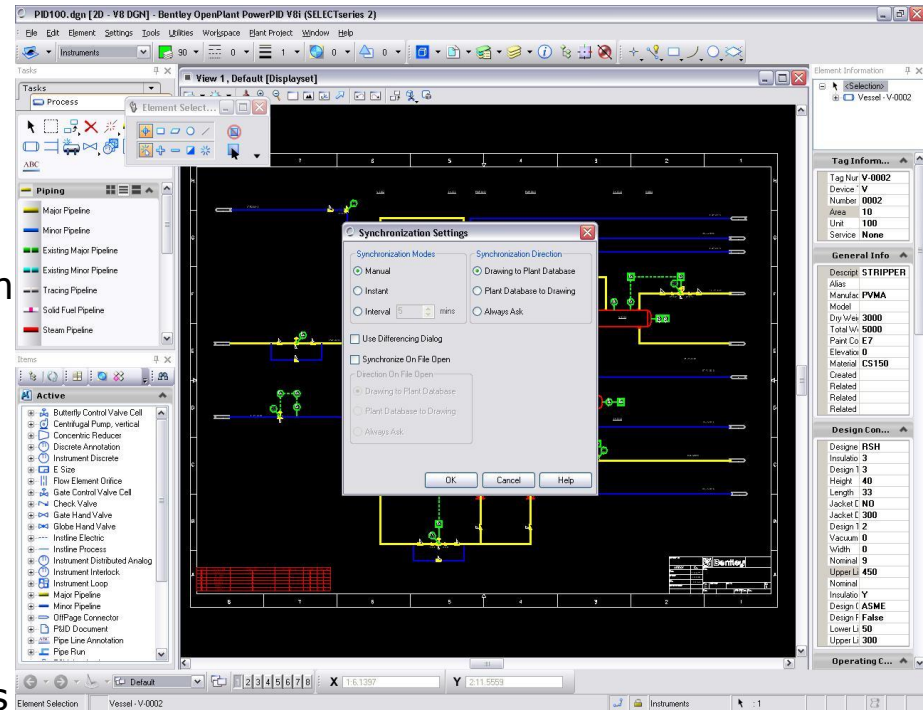 PID100.dgn [2D - V8 DGN] - Bentley OpenPlant PowerPID V8i (SELECTseries 2)
File Edit Element Settings Tools Utilities Workspace Plant Project Window Help
Instruments 90 0 1 0 0
Tasks
Tasks
Process
Element Select...
ABC
Piping
Major Pipeline
Minor Pipeline
Existing Major Pipeline
Existing Minor Pipeline
Tracing Pipeline
Solid Fuel Pipeline
Steam Pipeline
Items
Active
Butterfly Control Valve Cell
Centrifugal Pump, vertical
Concentric Reducer
Discrete Annotation
Instrument Discrete
E Size
Flow Element Orifice
Gate Control Valve Cell
Check Valve
Gate Hand Valve
Globe Hand Valve
Instline Electric
Instline Process
Instrument Distributed Analog
Instrument Interlock
Instrument Loop
Major Pipeline
Minor Pipeline
OffPage Connector
P&ID Document
Pipe Line Annotation
Pipe Run
n
s
View 1, Default [Displayset]
Synchronization Settings
Synchronization Modes
Manual
Instant
Interval 5 mins
Synchronization Direction
Drawing to Plant Database
Plant Database to Drawing
Always Ask
Use Differencing Dialog
Synchronize On File Open
Direction On File Open
Drawing to Plant Database
Plant Database to Drawing
Always Ask
OK Cancel Help
Bentley
Element Information
<Selection>
Vessel - V-0002
Tag Inform...
Tag Nur V-0002
Device V
Number 0002
Area 10
Unit 100
Service None
General Info
Descript STRIPPER
Alias
Manufac PVMA
Model
Dry Wei 3000
Total W 5000
Paint Co E7
Elevatio 0
Material CS150
Created
Related
Related
Related
Design Con...
Designe RSH
Insulatio 3
Design 1 3
Height 40
Length 33
Jacket D NO
Jacket D 300
Design T 2
Vacuum 0
Width 0
Nominal 9
Upper Li 450
Nominal
Insulatio Y
Design C ASME
Design F False
Lower Li 50
Upper Li 300
Operating C...
Default 1 2 3 4 5 6 7 8 X 1:6.1397 Y 2:11.5559
Element Selection Vessel - V-0002 Instruments : 1